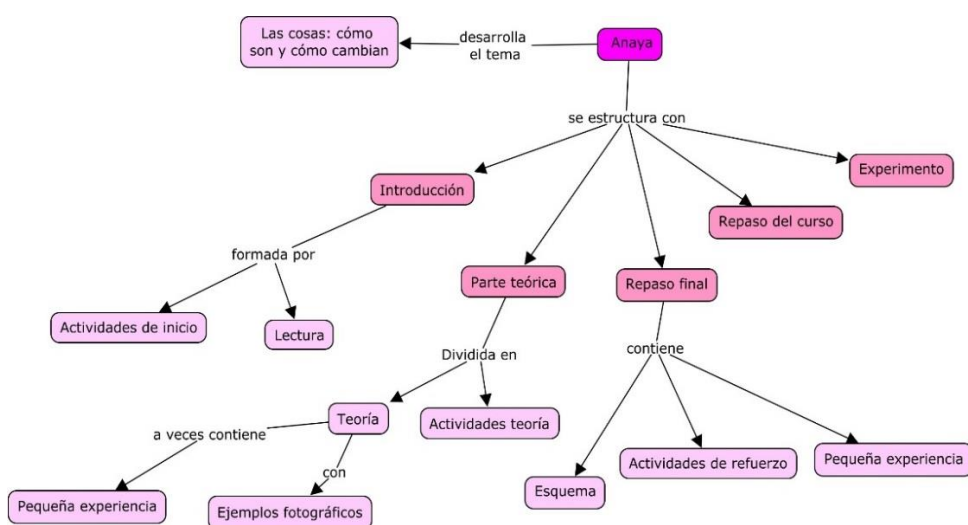 Las cosas: cómo
son y cómo cambian
desarrolla
el tema
Anaya
se estructura con
Experimento
Introducción
Repaso del curso
formada por
Parte teórica
Repaso final
Actividades de inicio
Lectura
Dividida en
contiene
Teoría
Actividades teoría
a veces contiene
Actividades de refuerzo
Pequeña experiencia
con
Esquema
Pequeña experiencia
Ejemplos fotográficos